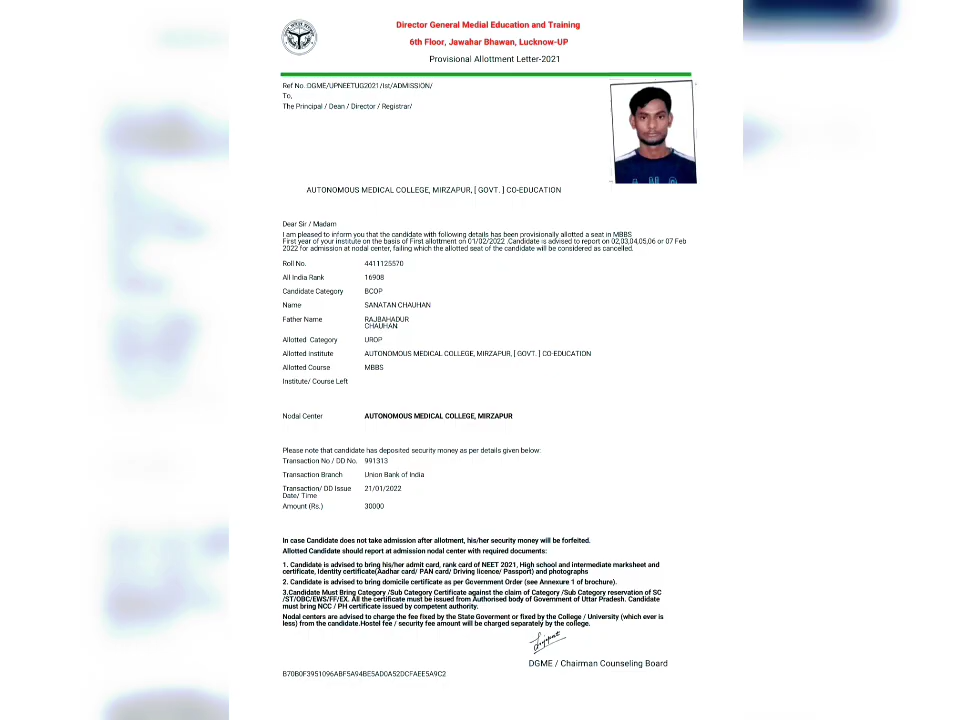 Director General Medial Education and Training
6th Floor, Jawahar Bhawan, Lucknow-UP
Provisional Allottment Letter-2021
Ref No. DGME/UPNEETUG2021/Ist/ADMISSION/
To,
The Principal / Dean / Director / Registrar/
AUTONOMOUS MEDICAL COLLEGE, MIRZAPUR, [ GOVT. ] CO-EDUCATION
Dear Sir / Madam
I am pleased to inform you that the candidate with following details has been provisionally allotted a seat in MBBS
First year of your institute on the basis of First allottment on 01/02/2022 .Candidate is advised to report on 02,03,04,05,06 or 07 Feb
2022 for admission at nodal center, failing which the allotted seat of the candidate will be considered as cancelled.
Roll No. 4411125570
All India Rank 16908
Candidate Category BCOP
Name SANATAN CHAUHAN
Father Name RAJBAHADUR
CHAUHAN
Allotted Category UROP
Allotted Institute AUTONOMOUS MEDICAL COLLEGE, MIRZAPUR, [ GOVT. ] CO-EDUCATION
Allotted Course MBBS
Institute/ Course Left
Nodal Center AUTONOMOUS MEDICAL COLLEGE, MIRZAPUR
Please note that candidate has deposited security money as per details given below:
Transaction No / DD No. 991313
Transaction Branch Union Bank of India
Transaction/ DD Issue 21/01/2022
Date/ Time
Amount (Rs.) 30000
In case Candidate does not take admission after allotment, his/her security money will be forfeited.
Allotted Candidate should report at admission nodal center with required documents:
1. Candidate is advised to bring his/her admit card, rank card of NEET 2021, High school and intermediate marksheet and
certificate, Identity certificate(Aadhar card/ PAN card/ Driving licence/ Passport) and photographs
2. Candidate is advised to bring domicile certificate as per Government Order (see Annexure 1 of brochure).
3.Candidate Must Bring Category /Sub Category Certificate against the claim of Category /Sub Category reservation of SC
/ST/OBC/EWS/FF/EX. All the certificate must be issued from Authorised body of Government of Uttar Pradesh. Candidate
must bring NCC / PH certificate issued by competent authority.
Nodal centers are advised to charge the fee fixed by the State Goverment or fixed by the College / University (which ever is
less) from the candidate.Hostel fee / security fee amount will be charged separately by the college.
DGME / Chairman Counseling Board
B70B0F3951096ABF5A94BE5AD0A52DCFAEE5A9C2